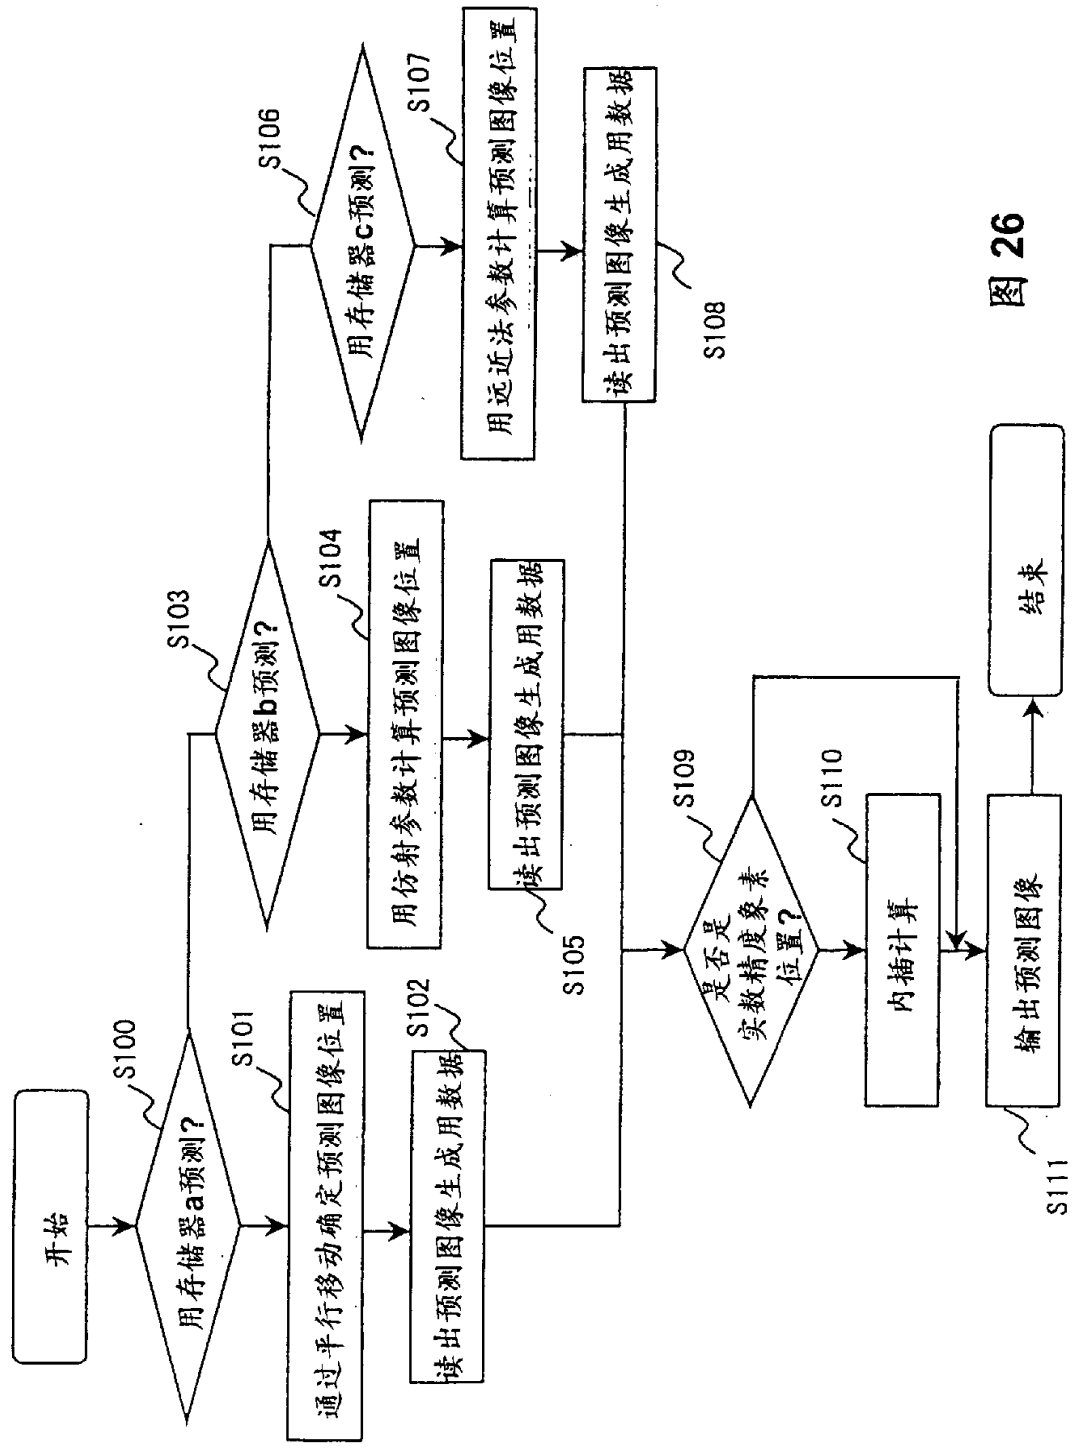 开始
S100
用存储器a预测?
S101
通过平行移动确定预测图像位置
S102
读出预测图像生成用数据
S103
用存储器b预测?
S104
用仿射参数计算预测图像位置
S105
读出预测图像生成用数据
S106
用存储器c预测?
S107
用远近法参数计算预测图像位置
S108
读出预测图像生成用数据
S109
是否是
实数精度象素
位置?
S110
内插计算
S111
输出预测图像
结束
图 26